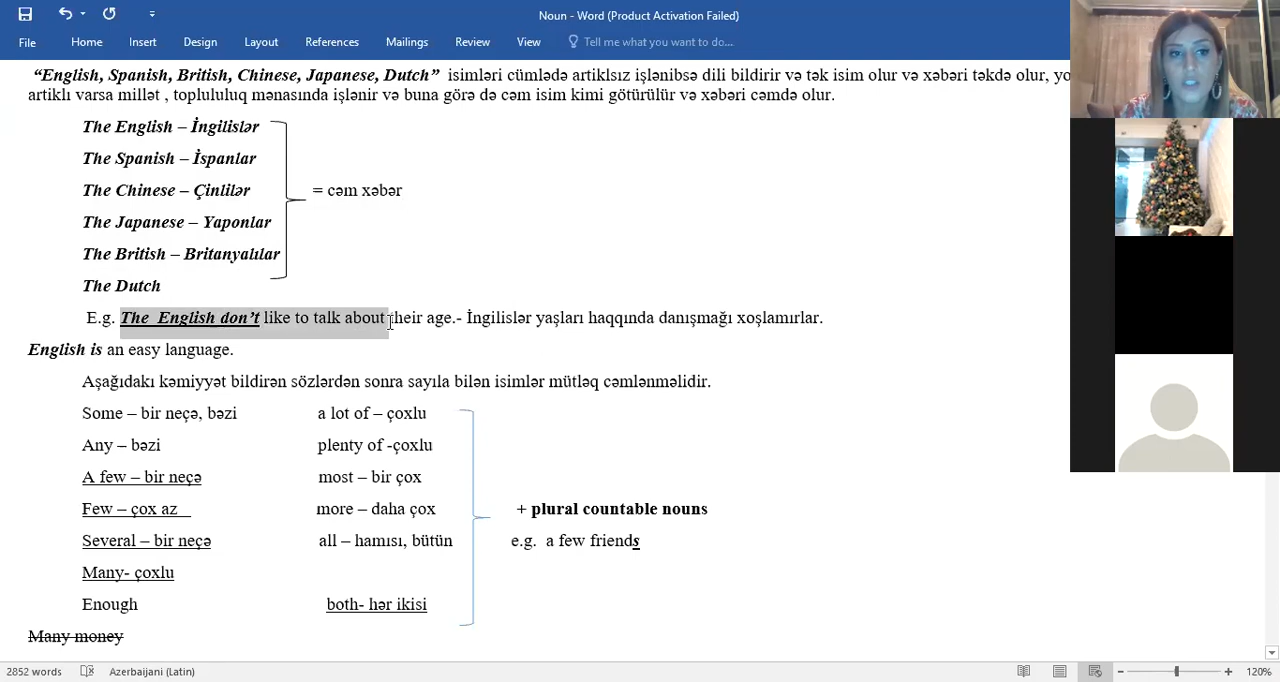 Noun - Word (Product Activation Failed)
File Home Insert Design Layout References Mailings Review View Tell me what you want to do...
“English, Spanish, British, Chinese, Japanese, Dutch” isimləri cümlədə artiklsız işlənibsə dili bildirir və tək isim olur və xəbəri təkdə olur, yo
artiklı varsa millət , toplululuq mənasında işlənir və buna görə də cəm isim kimi götürülür və xəbəri cəmdə olur.
The English – İngilislər
The Spanish – İspanlar
The Chinese – Çinlilər = cəm xəbər
The Japanese – Yaponlar
The British – Britanyalılar
The Dutch
E.g. The English don’t like to talk about their age.- İngilislər yaşları haqqında danışmağı xoşlamırlar.
English is an easy language.
Aşağıdakı kəmiyyət bildirən sözlərdən sonra sayıla bilən isimlər mütləq cəmlənməlidir.
Some – bir neçə, bəzi a lot of – çoxlu
Any – bəzi plenty of -çoxlu
A few – bir neçə most – bir çox
Few – çox az more – daha çox + plural countable nouns
Several – bir neçə all – hamısı, bütün e.g. a few friends
Many- çoxlu
Enough both- hər ikisi
Many money
2852 words Azerbaijani (Latin) 120%